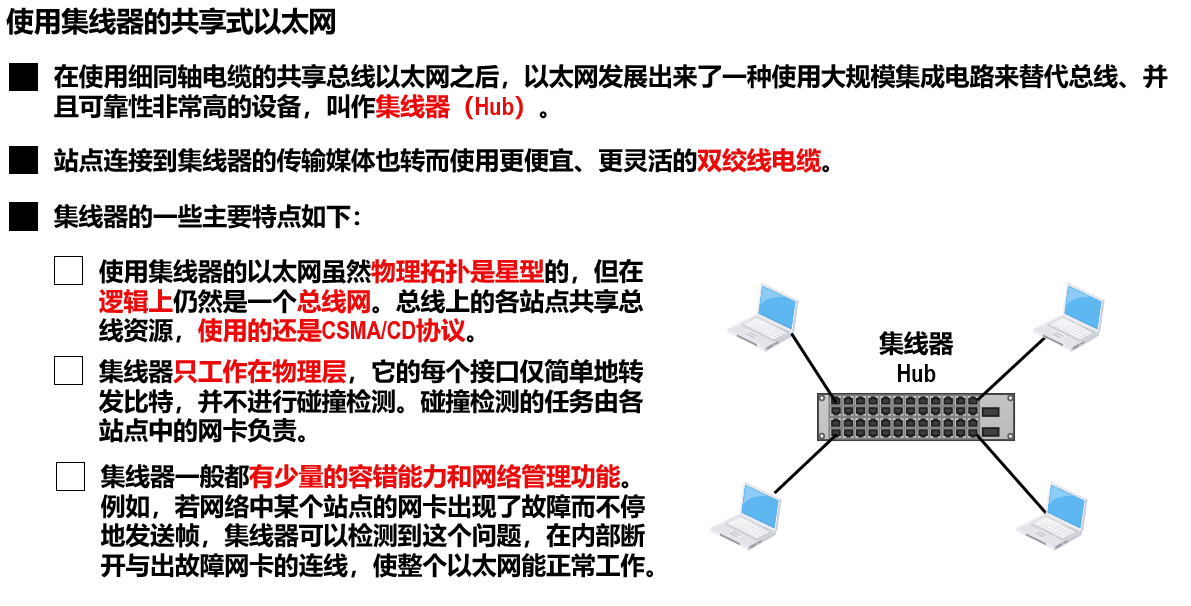 使用集线器的共享式以太网
在使用细同轴电缆的共享总线以太网之后，以太网发展出来了一种使用大规模集成电路来替代总线、并
且可靠性非常高的设备，叫作集线器（Hub）。
站点连接到集线器的传输媒体也转而使用更便宜、更灵活的双绞线电缆。
集线器的一些主要特点如下：
使用集线器的以太网虽然物理拓扑是星型的，但在
逻辑上仍然是一个总线网。总线上的各站点共享总
线资源，使用的还是CSMA/CD协议。
集线器只工作在物理层，它的每个接口仅简单地转
发比特，并不进行碰撞检测。碰撞检测的任务由各
站点中的网卡负责。
集线器一般都有少量的容错能力和网络管理功能。
例如，若网络中某个站点的网卡出现了故障而不停
地发送帧，集线器可以检测到这个问题，在内部断
开与出故障网卡的连线，使整个以太网能正常工作。
集线器
Hub